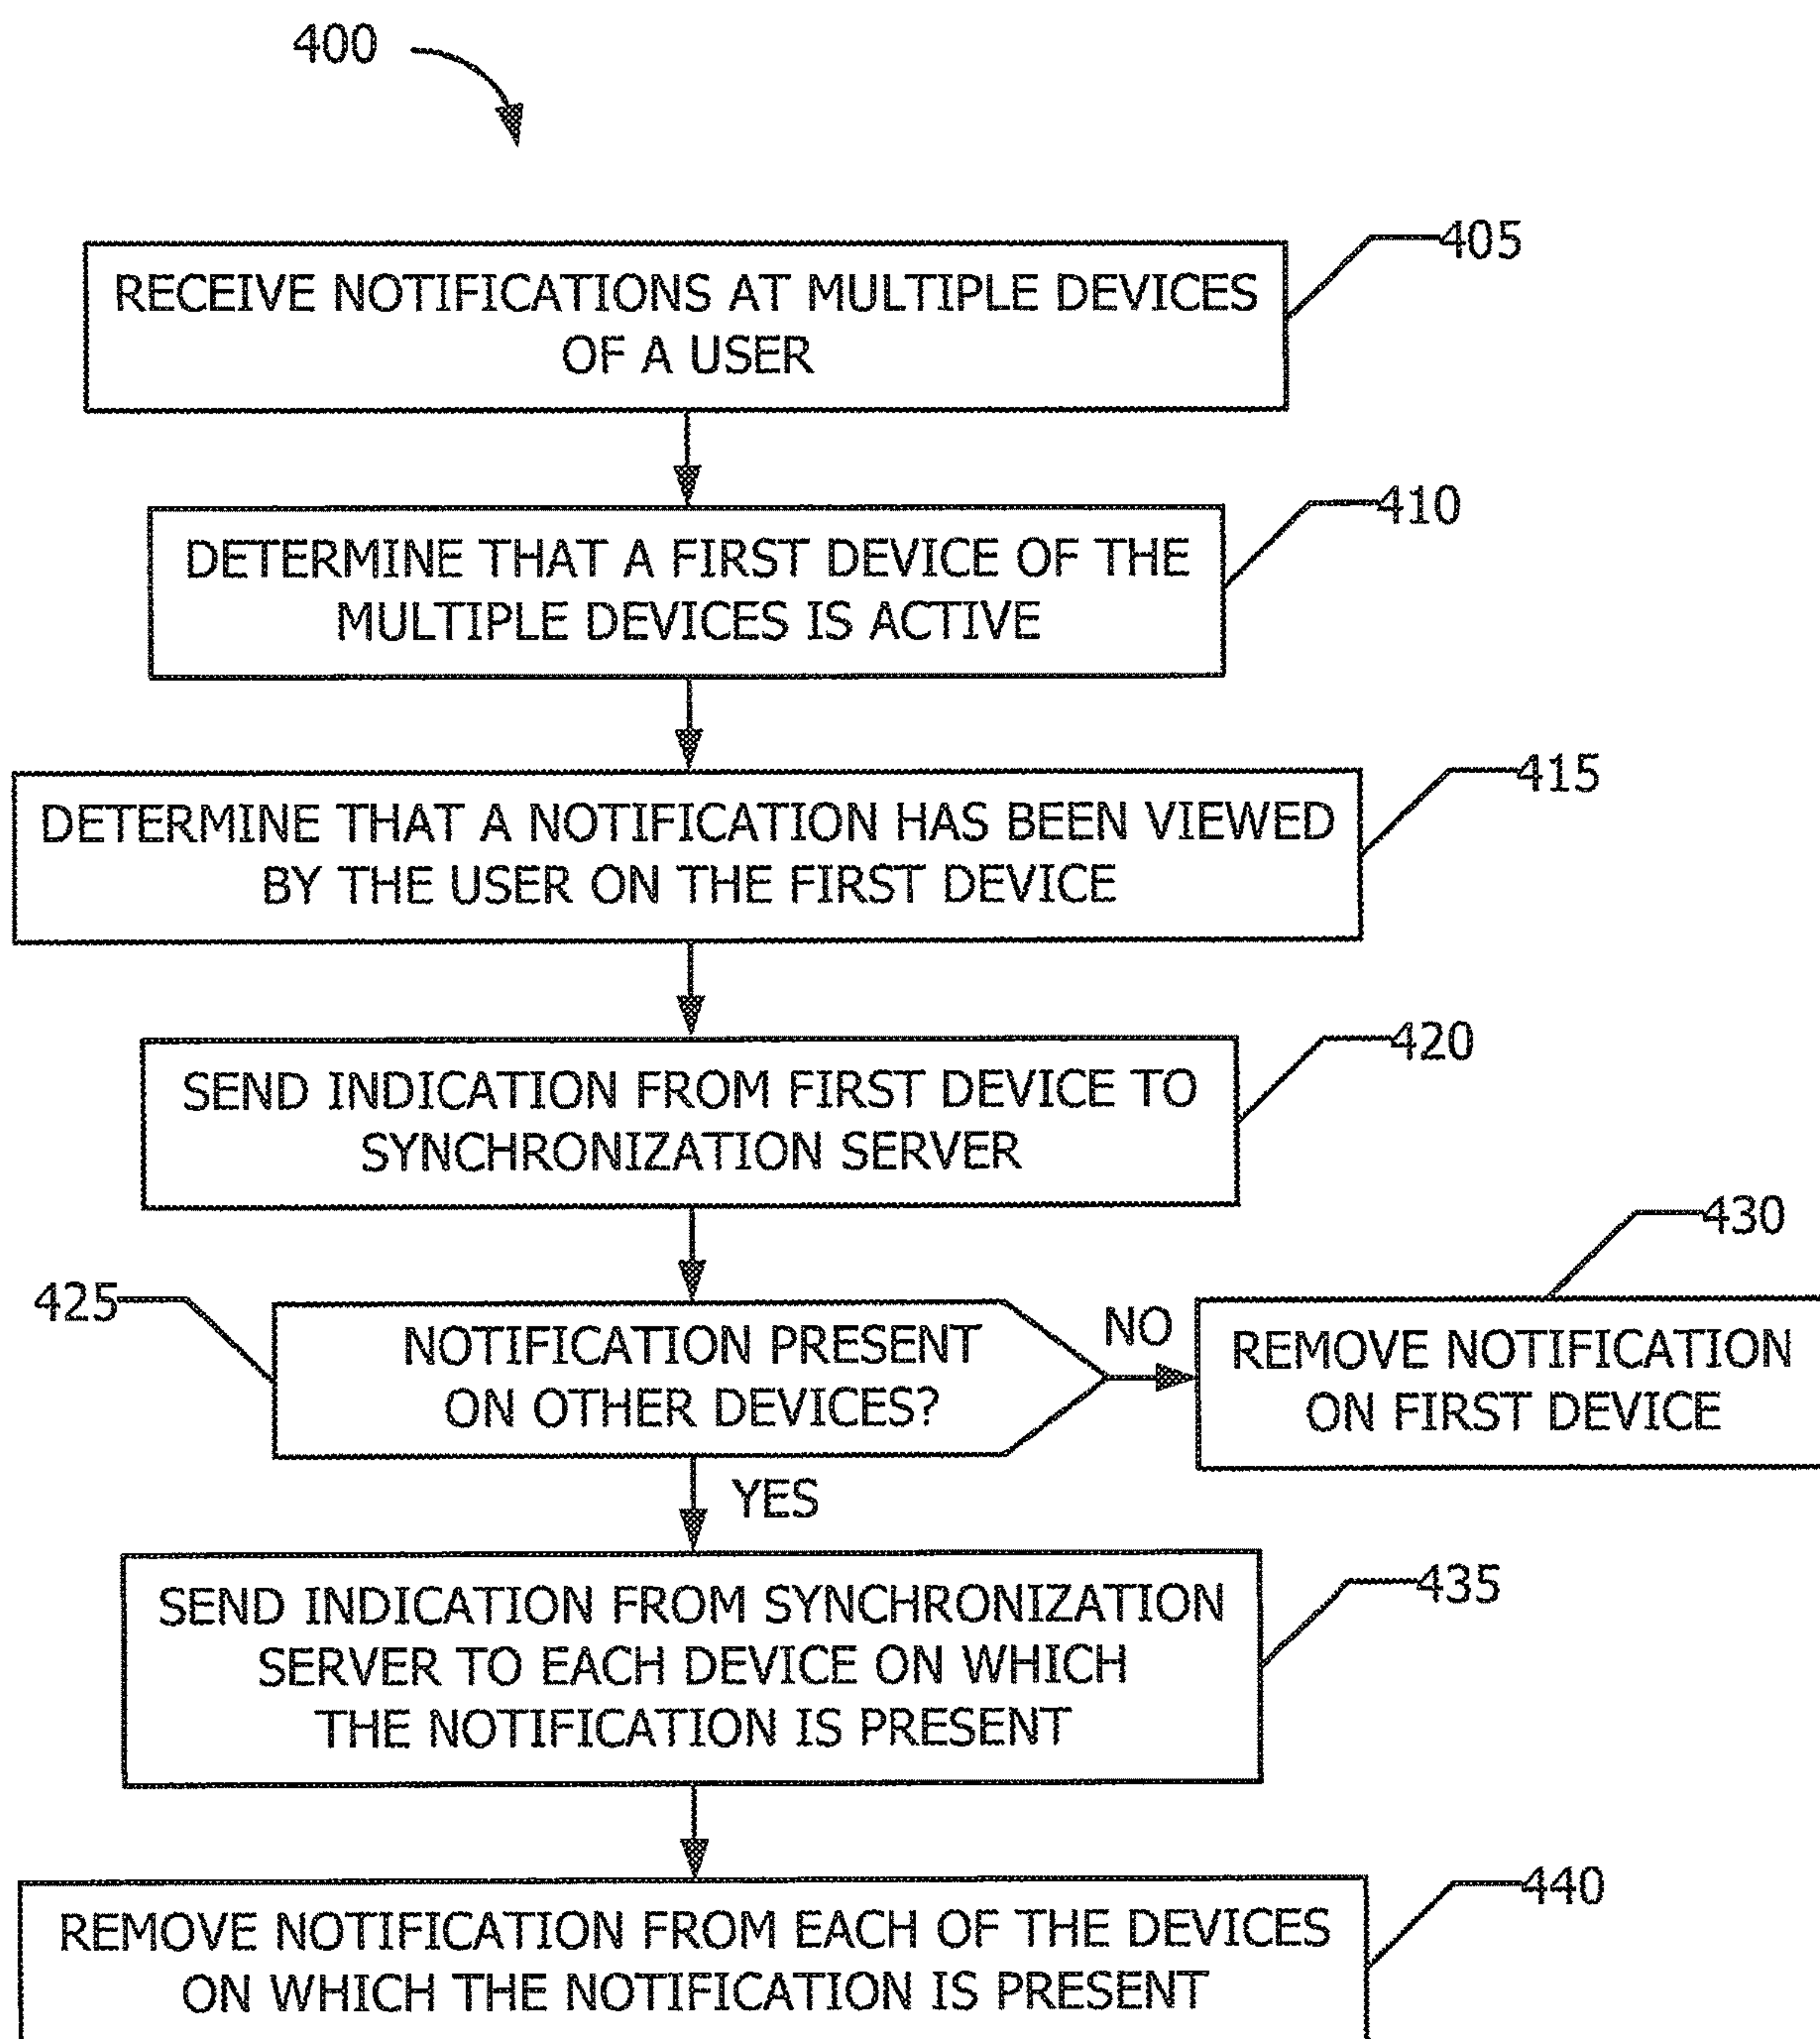 400
405
RECEIVE NOTIFICATIONS AT MULTIPLE DEVICES
OF A USER
410
DETERMINE THAT A FIRST DEVICE OF THE
MULTIPLE DEVICES IS ACTIVE
415
DETERMINE THAT A NOTIFICATION HAS BEEN VIEWED
BY THE USER ON THE FIRST DEVICE
420
SEND INDICATION FROM FIRST DEVICE TO
SYNCHRONIZATION SERVER
425
NOTIFICATION PRESENT
ON OTHER DEVICES?
NO
430
REMOVE NOTIFICATION
ON FIRST DEVICE
YES
435
SEND INDICATION FROM SYNCHRONIZATION
SERVER TO EACH DEVICE ON WHICH
THE NOTIFICATION IS PRESENT
440
REMOVE NOTIFICATION FROM EACH OF THE DEVICES
ON WHICH THE NOTIFICATION IS PRESENT